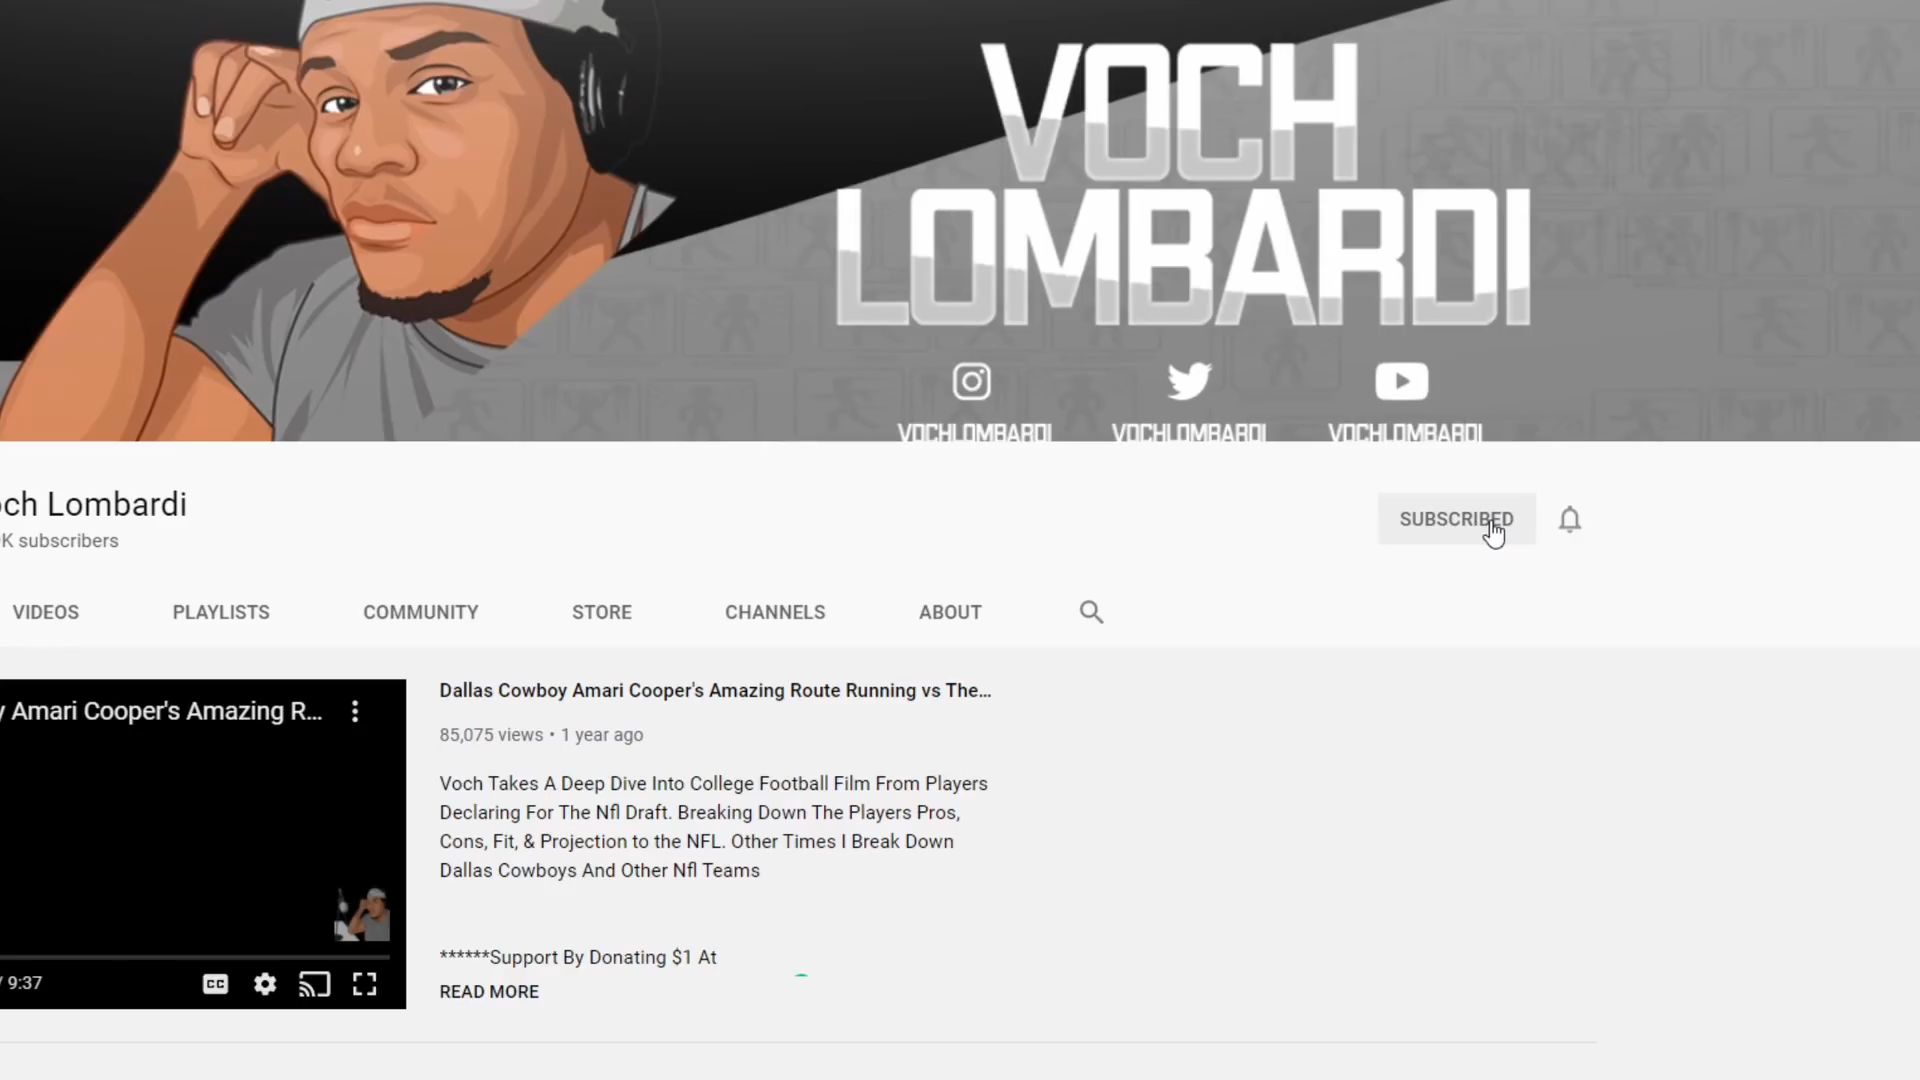 VOCH
LOMBARDI
VOCHLOMBARDI VOCHLOMBARDI VOCHLOMBARDI
Lombardi
subscribers
SUBSCRIBED
VIDEOS PLAYLISTS COMMUNITY STORE CHANNELS ABOUT
Amari Cooper's Amazing R...
/ 9:37
CC
Dallas Cowboy Amari Cooper's Amazing Route Running vs The...
85,075 views • 1 year ago
Voch Takes A Deep Dive Into College Football Film From Players
Declaring For The Nfl Draft. Breaking Down The Players Pros,
Cons, Fit, & Projection to the NFL. Other Times I Break Down
Dallas Cowboys And Other Nfl Teams
******Support By Donating $1 At
READ MORE